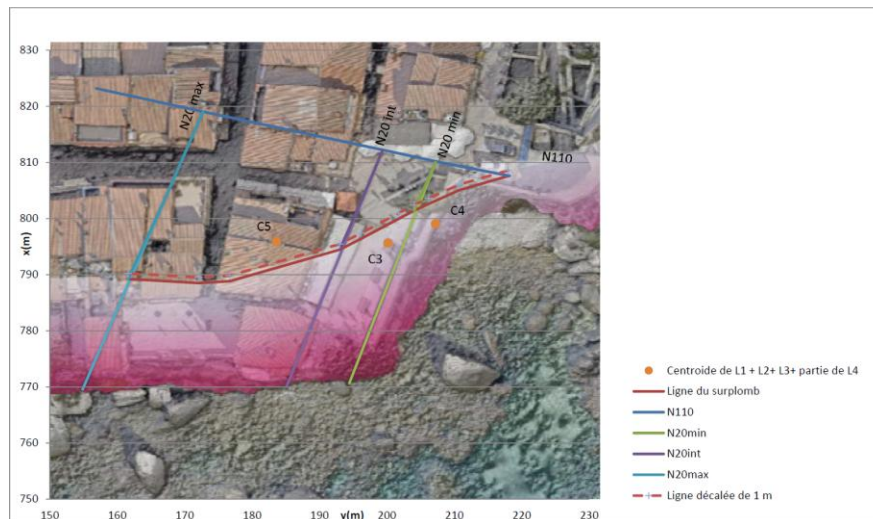 830
820
810
800
790
780
770
760
750
x(m)
150 160 170 180 190 200 210 220 230
y(m)
N20 max
N20 int
N20 min
N110
C5
C3
C4
Centroide de L1 + L2+ L3+ partie de L4
Ligne du surplomb
N110
N20min
N20int
N20max
Ligne décalée de 1 m